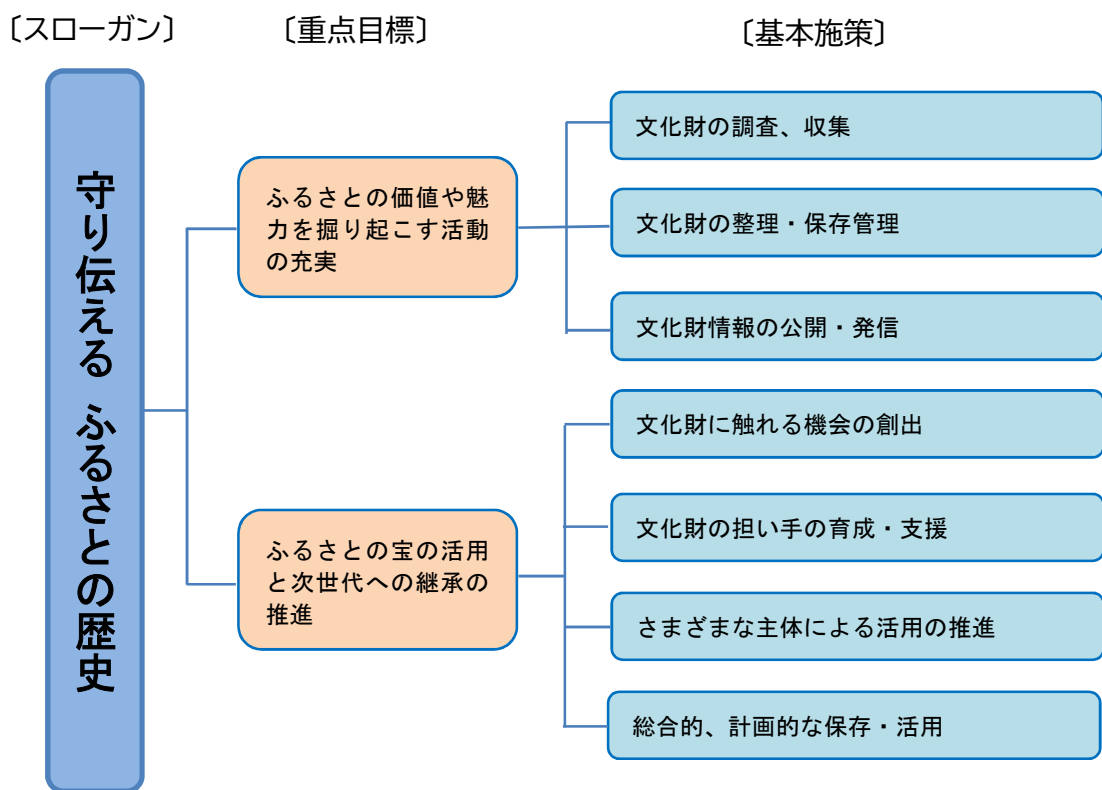 〔スローガン〕
〔重点目標〕
〔基本施策〕
守り伝える ふるさとの歴史
ふるさとの価値や魅
力を掘り起こす活動
の充実
文化財の調査、収集
文化財の整理・保存管理
文化財情報の公開・発信
ふるさとの宝の活用
と次世代への継承の
推進
文化財に触れる機会の創出
文化財の担い手の育成・支援
さまざまな主体による活用の推進
総合的、計画的な保存・活用